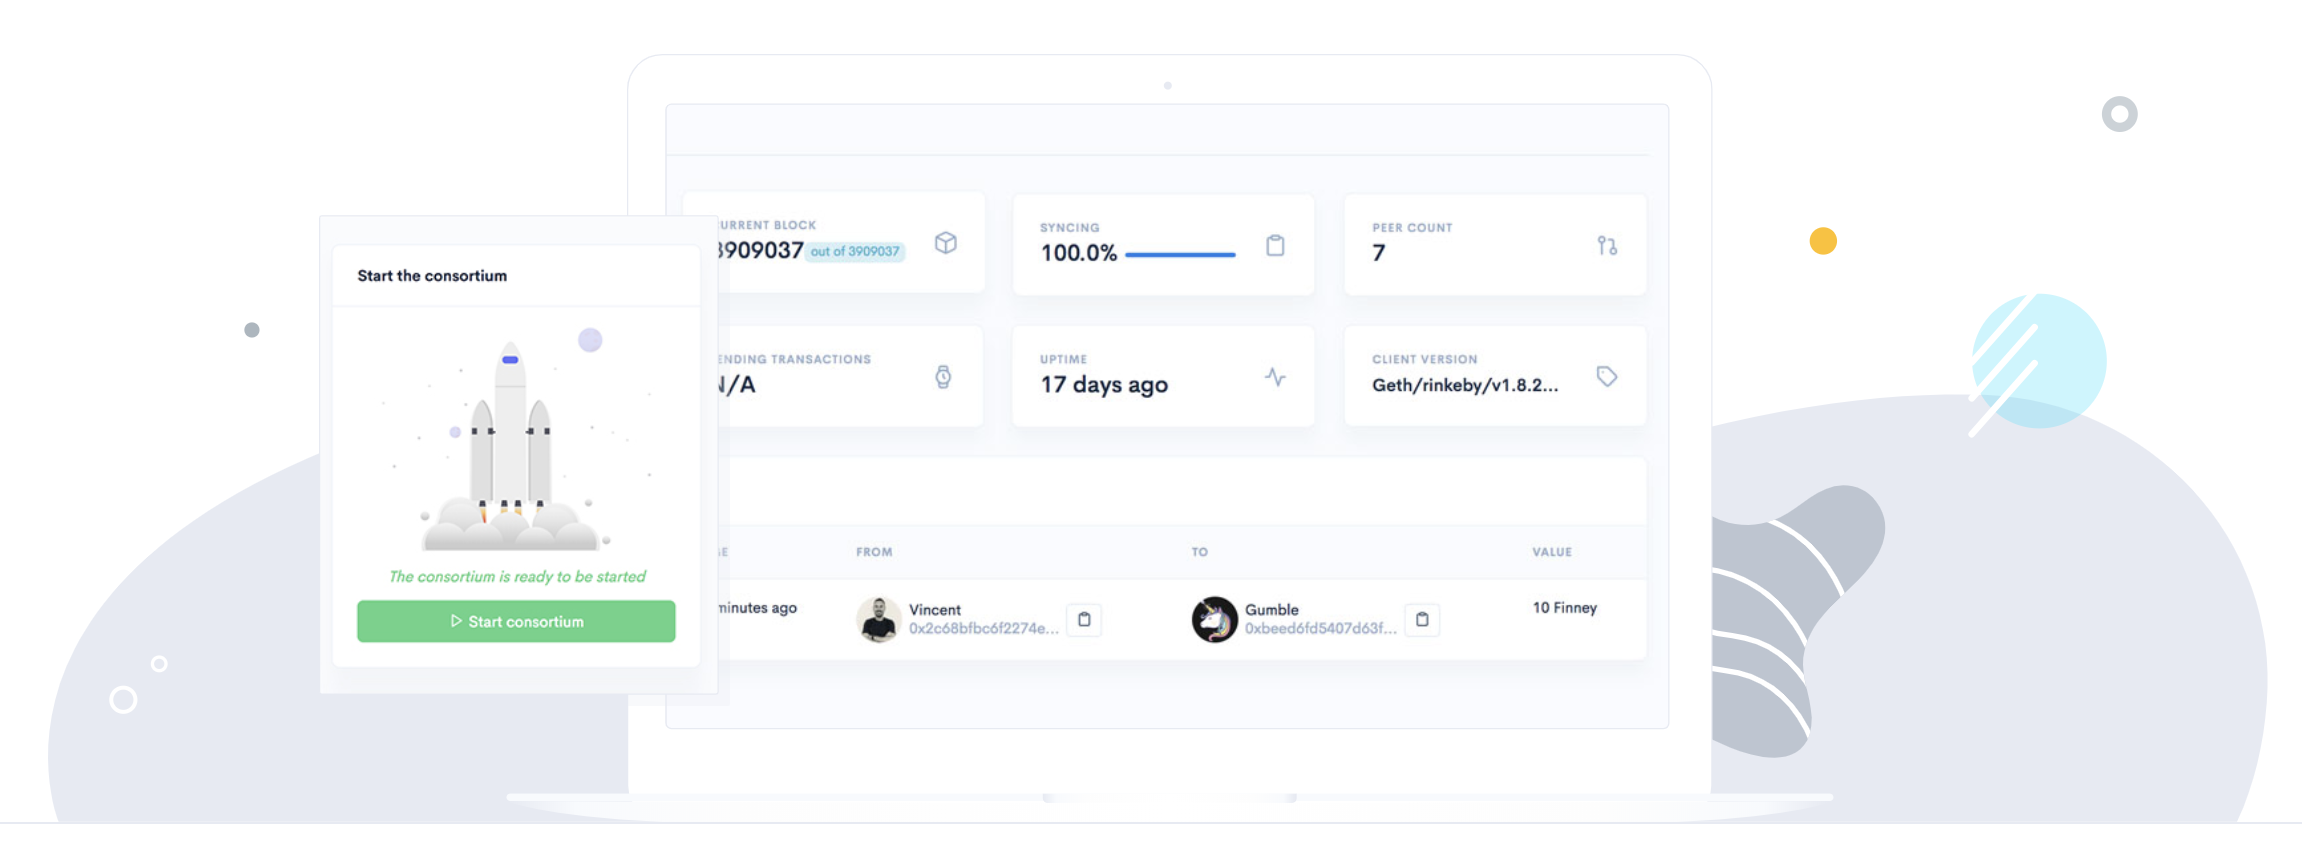 Start the consortium
The consortium is ready to be started
Start consortium
URRENT BLOCK
3909037 out of 3909037
SYNCING
100.0%
PEER COUNT
7
ENDING TRANSACTIONS
N/A
UPTIME
17 days ago
CLIENT VERSION
Geth/rinkeby/v1.8.2...
GE FROM TO VALUE
minutes ago
Vincent
0x2c68bfbc6f2274e...
Gumble
0xbeed6fd5407d63f...
10 Finney